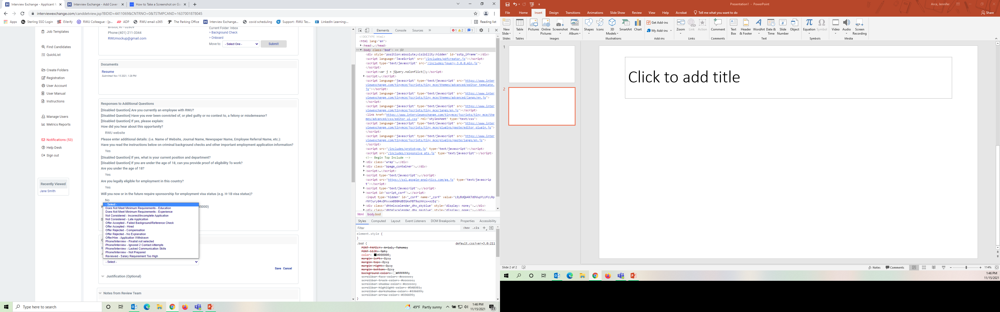 Interview Exchange - Applicant f
Interview Exchange - Add Cover
How to Take a Screenshot on Go
interviewexchange.com/canddetview.jsp?BIDID=4411069&CNTRNO=0&TSTMPCAND=1637001878045
Apps
Sterling SSO Login
EVerify
RWU Colleague - [p...
ADP
RWU email o365
The Parking Office
Interview Exchange...
covid scheduling
Support : RWU Tec...
LinkedIn Learning:...
Reading list
Job Templates
Find Candidates
QuickList
Create Folders
Registration
User Account
User Manual
Instructions
Manage Users
Metrics Reports
Notifications (53)
Help Desk
Sign out
Recently Viewed
Jane Smith
Bristol, RI - 02809
Phone:(401) 211-3344
RWUmockup@gmail.com
Current Folder: Inbox
> Background Check
> Onboard
Move to: - Select One - Submit
Documents
Resume
Submitted: Nov 15 2021, 1:28 PM
Responses to Additional Questions
[Disabled Question] Are you currently an employee with RWU?
[Disabled Question] Have you ever been convicted of, or pled guilty or no contest to, a felony or misdemeanor?
[Disabled Question] If yes, please explain:
How did you hear about this opportunity?
RWU website
Please enter additional details: (i.e. Name of Website, Journal Name, Newspaper Name, Employee Referral Name, etc.):
Have you read the instructions below on criminal background checks and other important employment application information?
Yes
[Disabled Question] If yes, what is your current position and department?
[Disabled Question] If you are under the age of 18, can you provide proof of eligibility To work?
Are you under the age of 18?
Yes
Are you legally eligible for employment in this country?
Yes
Will you now or in the future require sponsorship for employment visa status (e.g. H-1B visa status)?
No
- Select -
Does Not Meet Minimum Requirements - Education
Does Not Meet Minimum Requirements - Experience
Not Considered - Incorrect/Incomplete Application
Not Considered - Late Application
Offer Accepted - Failed Background/Reference Check
Offer Accepted - Hired
Offer Rejected - Compensation
Offer Rejected - No Explanation
Offer/Hire - Application Withdrawn
Phone/Interview - Finalist not selected
Phone/Interview - Ignored 2 Contact Attempts
Phone/Interview - Lacked Communication Skills
Phone/Interview - Not Prepared
Reviewed - Salary Requirement Too High
- Select -
Save Cancel
Justification (Optional)
Notes from Review Team
Elements Console Sources » 1 2 1
<!DOCTYPE html>
<html lang="en">
<head>…</head>
<body class="bod"> == $0
<div style="position:absolute;visibility:hidden" id="sstp_iframe"></div>
<script language="JavaScript" src="/includes/pdfcreator.js"></script>
<script type="text/javascript" src="/includes/jquery-3.0.0.min.js">
</script>
<script>var j = jQuery.noConflict();</script>
<script>…</script>
<script language="javascript" type="text/javascript" src="https://www.inter
viewexchange.com/tinymce/jscripts/tiny_mce/themes/advanced/editor_template.
js"></script>
<script language="javascript" type="text/javascript" src="https://www.inter
viewexchange.com/tinymce/jscripts/tiny_mce/themes/advanced/langs/en.js">
</script>
<script language="javascript" type="text/javascript" src="https://www.inter
viewexchange.com/tinymce/jscripts/tiny_mce/langs/en.js"></script>
<link href="https://www.interviewexchange.com/tinymce/jscripts/tiny_mce/the
mes/advanced/css/editor_ui.css" rel="stylesheet" type="text/css">
<script language="javascript" type="text/javascript" src="https://www.inter
viewexchange.com/tinymce/jscripts/tiny_mce/plugins/paste/editor_plugin.js">
</script>
<script language="javascript" type="text/javascript" src="https://www.inter
viewexchange.com/tinymce/jscripts/tiny_mce/plugins/paste/langs/en.js">
</script>
<script src="/includes/prototype.js" type="text/javascript"></script>
<script src="/includes/responsive_ats.js" type="text/javascript"></script>
<!-- Begin Top Include -->
<div class="wrap">…</div>
<div class="bpage_container">…</div>
<script>…</script>
<script type="text/javascript">…</script>
<script src="https://ssl.google-analytics.com/ga.js" type="text/javascrip
t"></script>
<script type="text/javascript">…</script>
<script id="script_csrf">…</script>
<input type="hidden" id="_csrf" name="_csrf"
<div class="dhtmlxcalendar_dhx_skyblue" style="display: none;">…</div>
<div class="dhtmlxcalendar_dhx_skyblue" style="display: none;">…</div>
html body.bod
Styles Computed Layout Event Listeners DOM Breakpoints Properties Accessibility
Filter :hov .cls +
element.style {
}
.bod { default.css?ver=3.0:211
FONT-FAMILY: Arial, Tahoma;
FONT-SIZE: 9pt;
color: #000000;
margin-left: 0px;
margin-top: 0px;
margin-right: 0px;
margin-bottom: 0px;
background-color: #FFFFFF;
scrollbar-face-color: #eeeeee;
scrollbar-track-color: #eeeeee;
scrollbar-shadow-color: #eeeeee;
scrollbar-highlight-color: #9AB3E1;
scrollbar-darkshadow-color: #336699;
scrollbar-arrow-color: #336699;
}
Type here to search
49°F Partly sunny
1:46 PM
11/15/2021
23
Presentation1 - PowerPoint
Arce, Jennifer
File Home Insert Design Transitions Animations Slide Show Review View Help Acrobat Tell me what you want to do Share
New Slide
Table
Pictures
Online Pictures
Screenshot
Photo Album
Shapes
Icons
3D Models
SmartArt
Chart
Get Add-ins
My Add-ins
Zoom
Link
Action
Comment
Text Box
Header & Footer
WordArt
Date & Time
Slide Number
Object
Equation
Symbol
Video
Audio
Screen Recording
Slides Tables Images Illustrations Add-ins Links Comments Text Symbols Media
1
2
Click to add title
Slide 2 of 2
Notes
Comments
114%
1:46 PM
11/15/2021